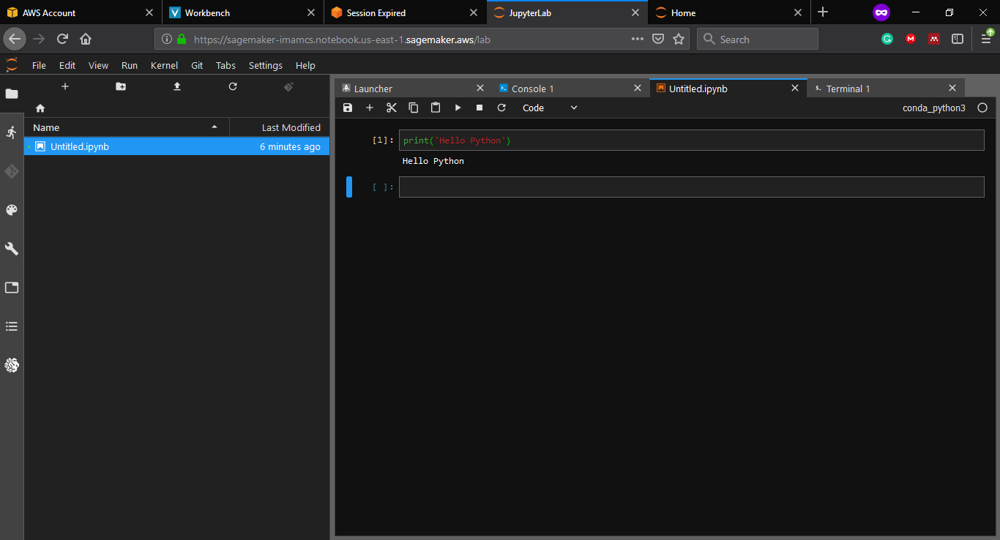 AWS Account
Workbench
Session Expired
JupyterLab
Home
https://sagemaker-imamcs.notebook.us-east-1.sagemaker.aws/lab
Search
File Edit View Run Kernel Git Tabs Settings Help
Launcher
Console 1
Untitled.ipynb
Terminal 1
Code
conda_python3
Name
Last Modified
Untitled.ipynb
6 minutes ago
[1]: print('Hello Python')
Hello Python
[ ]: